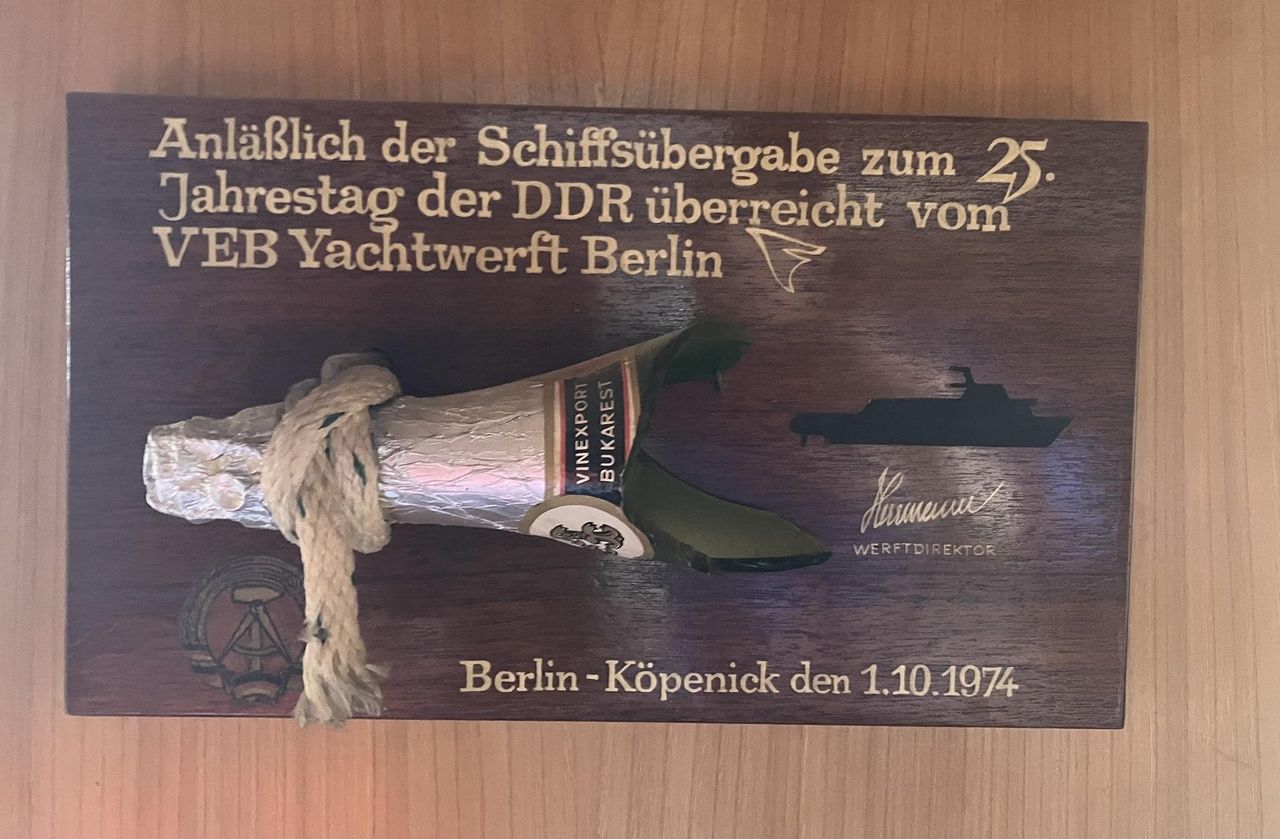 Anläßlich der Schiffsübergabe zum 25.
Jahrestag der DDR überreicht vom
VEB Yachtwerft Berlin
VINEXPORT
BUKAREST
Herrmann
WERFTDIREKTOR
Berlin-Köpenick den 1.10.1974